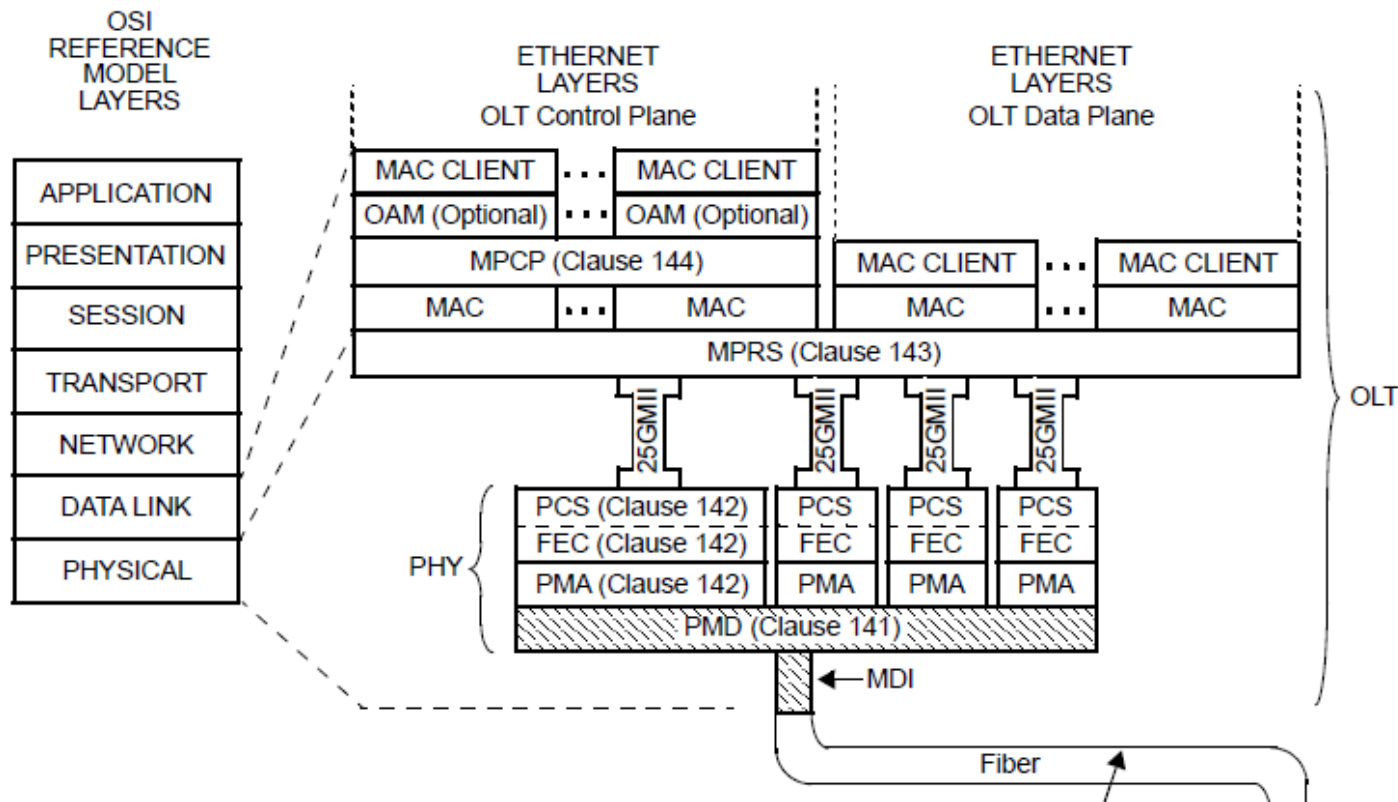 OSI
REFERENCE
MODEL
LAYERS
ETHERNET
LAYERS
OLT Control Plane
ETHERNET
LAYERS
OLT Data Plane
APPLICATION
PRESENTATION
SESSION
TRANSPORT
NETWORK
DATA LINK
PHYSICAL
MAC CLIENT ... MAC CLIENT
OAM (Optional) ... OAM (Optional)
MPCP (Clause 144)
MAC ... MAC
MAC CLIENT ... MAC CLIENT
MAC ... MAC
MPRS (Clause 143)
OLT
25GMII
25GMII
25GMII
25GMII
PHY
PCS (Clause 142) PCS PCS PCS
FEC (Clause 142) FEC FEC FEC
PMA (Clause 142) PMA PMA PMA
PMD (Clause 141)
MDI
Fiber